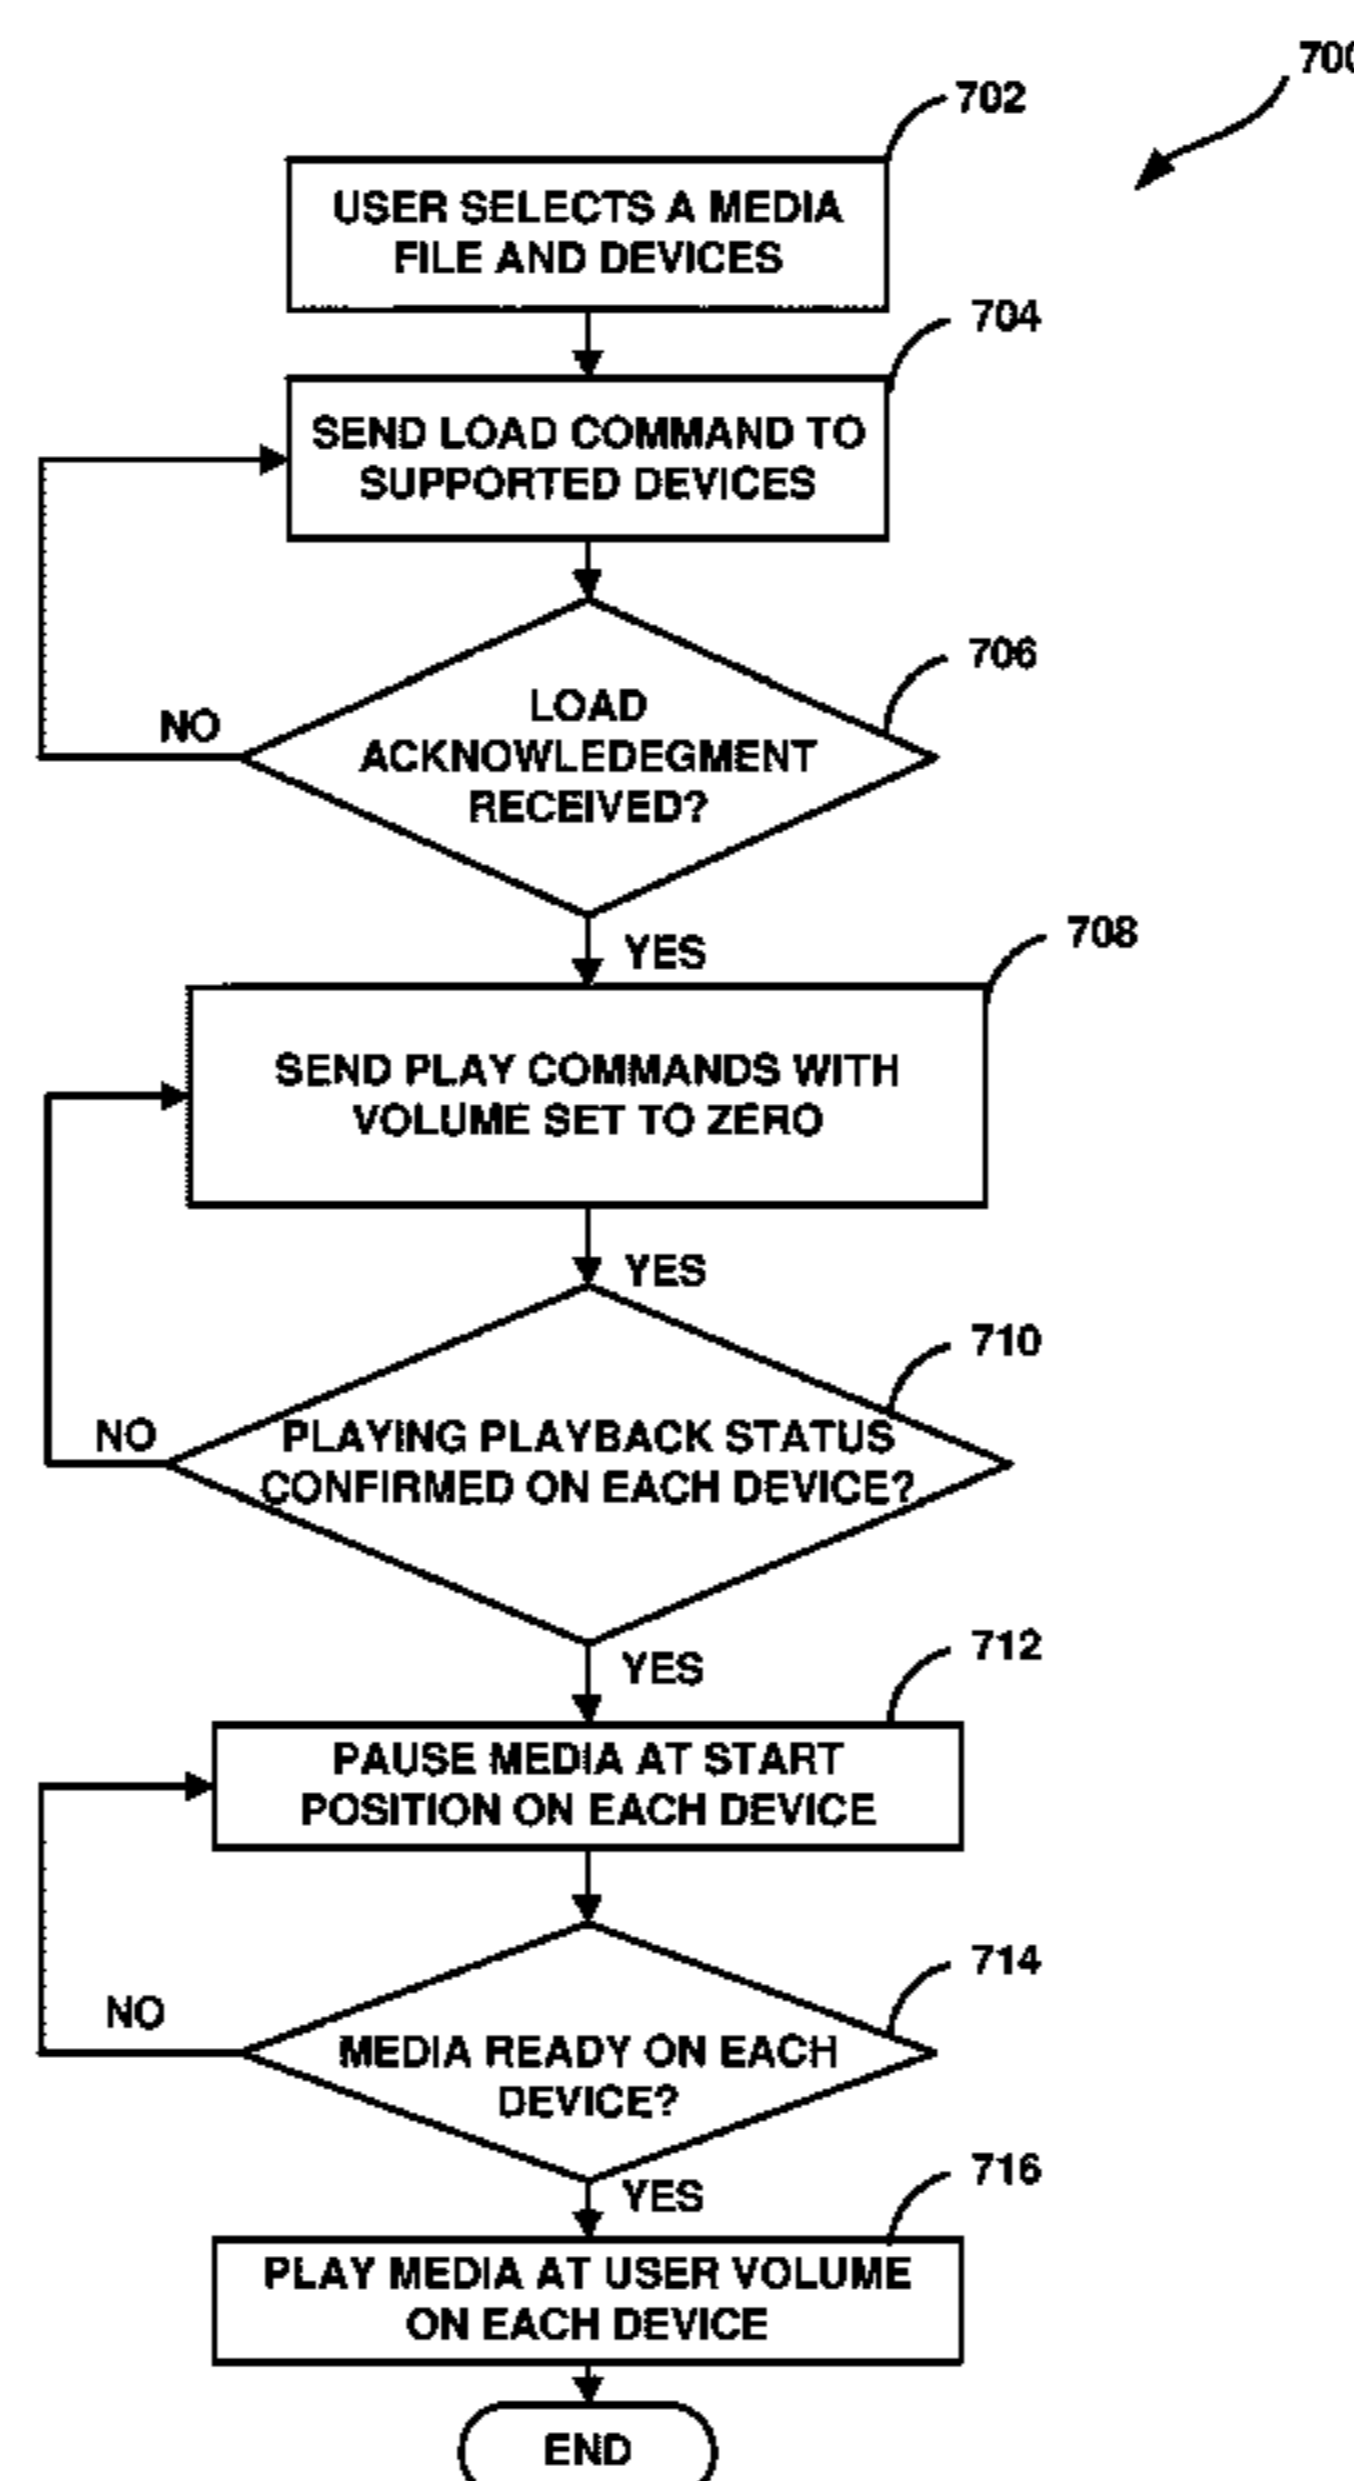 700
702
USER SELECTS A MEDIA
FILE AND DEVICES
704
SEND LOAD COMMAND TO
SUPPORTED DEVICES
706
LOAD
ACKNOWLEDEGMENT
RECEIVED?
NO
YES
708
SEND PLAY COMMANDS WITH
VOLUME SET TO ZERO
YES
710
PLAYING PLAYBACK STATUS
CONFIRMED ON EACH DEVICE?
NO
YES
712
PAUSE MEDIA AT START
POSITION ON EACH DEVICE
714
NO
MEDIA READY ON EACH
DEVICE?
YES
716
PLAY MEDIA AT USER VOLUME
ON EACH DEVICE
END